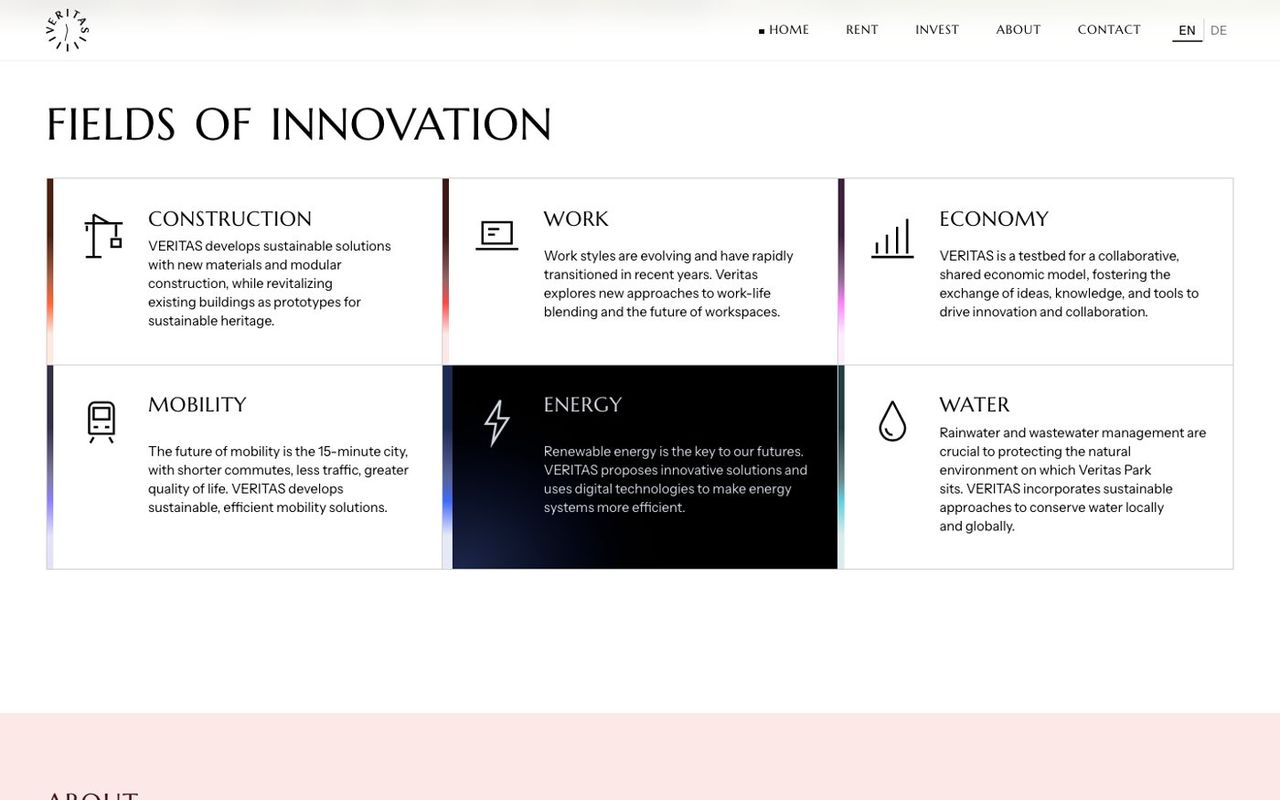 VERITAS
HOME
RENT
INVEST
ABOUT
CONTACT
EN
DE
FIELDS OF INNOVATION
CONSTRUCTION
VERITAS develops sustainable solutions
with new materials and modular
construction, while revitalizing
existing buildings as prototypes for
sustainable heritage.
WORK
Work styles are evolving and have rapidly
transitioned in recent years. Veritas
explores new approaches to work-life
blending and the future of workspaces.
ECONOMY
VERITAS is a testbed for a collaborative,
shared economic model, fostering the
exchange of ideas, knowledge, and tools to
drive innovation and collaboration.
MOBILITY
The future of mobility is the 15-minute city,
with shorter commutes, less traffic, greater
quality of life. VERITAS develops
sustainable, efficient mobility solutions.
ENERGY
Renewable energy is the key to our futures.
VERITAS proposes innovative solutions and
uses digital technologies to make energy
systems more efficient.
WATER
Rainwater and wastewater management are
crucial to protecting the natural
environment on which Veritas Park
sits. VERITAS incorporates sustainable
approaches to conserve water locally
and globally.
ABOUT